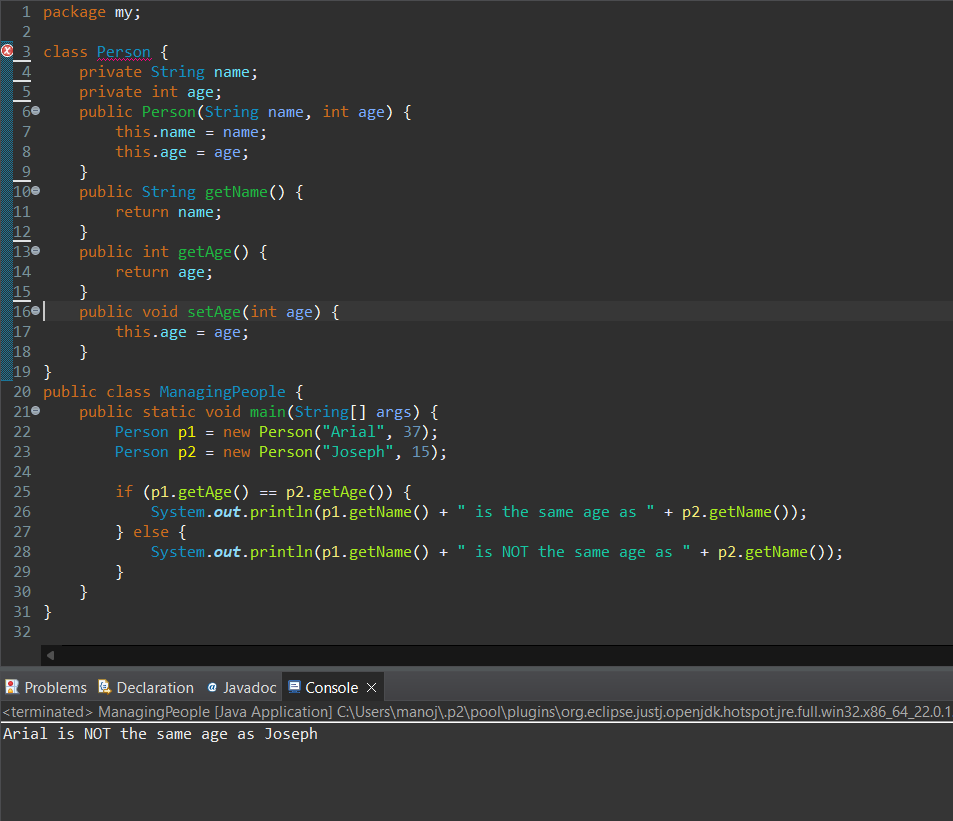 1 package my;
2
3 class Person {
4     private String name;
5     private int age;
6     public Person(String name, int age) {
7         this.name = name;
8         this.age = age;
9     }
10     public String getName() {
11         return name;
12     }
13     public int getAge() {
14         return age;
15     }
16     public void setAge(int age) {
17         this.age = age;
18     }
19 }
20 public class ManagingPeople {
21     public static void main(String[] args) {
22         Person p1 = new Person("Arial", 37);
23         Person p2 = new Person("Joseph", 15);
24
25         if (p1.getAge() == p2.getAge()) {
26             System.out.println(p1.getName() + " is the same age as " + p2.getName());
27         } else {
28             System.out.println(p1.getName() + " is NOT the same age as " + p2.getName());
29         }
30     }
31 }
32
Problems @ Declaration @ Javadoc Console ×
<terminated> ManagingPeople [Java Application] C:\Users\manoj\.p2\pool\plugins\org.eclipse.justj.openjdk.hotspot.jre.full.win32.x86_64_22.0.1
Arial is NOT the same age as Joseph